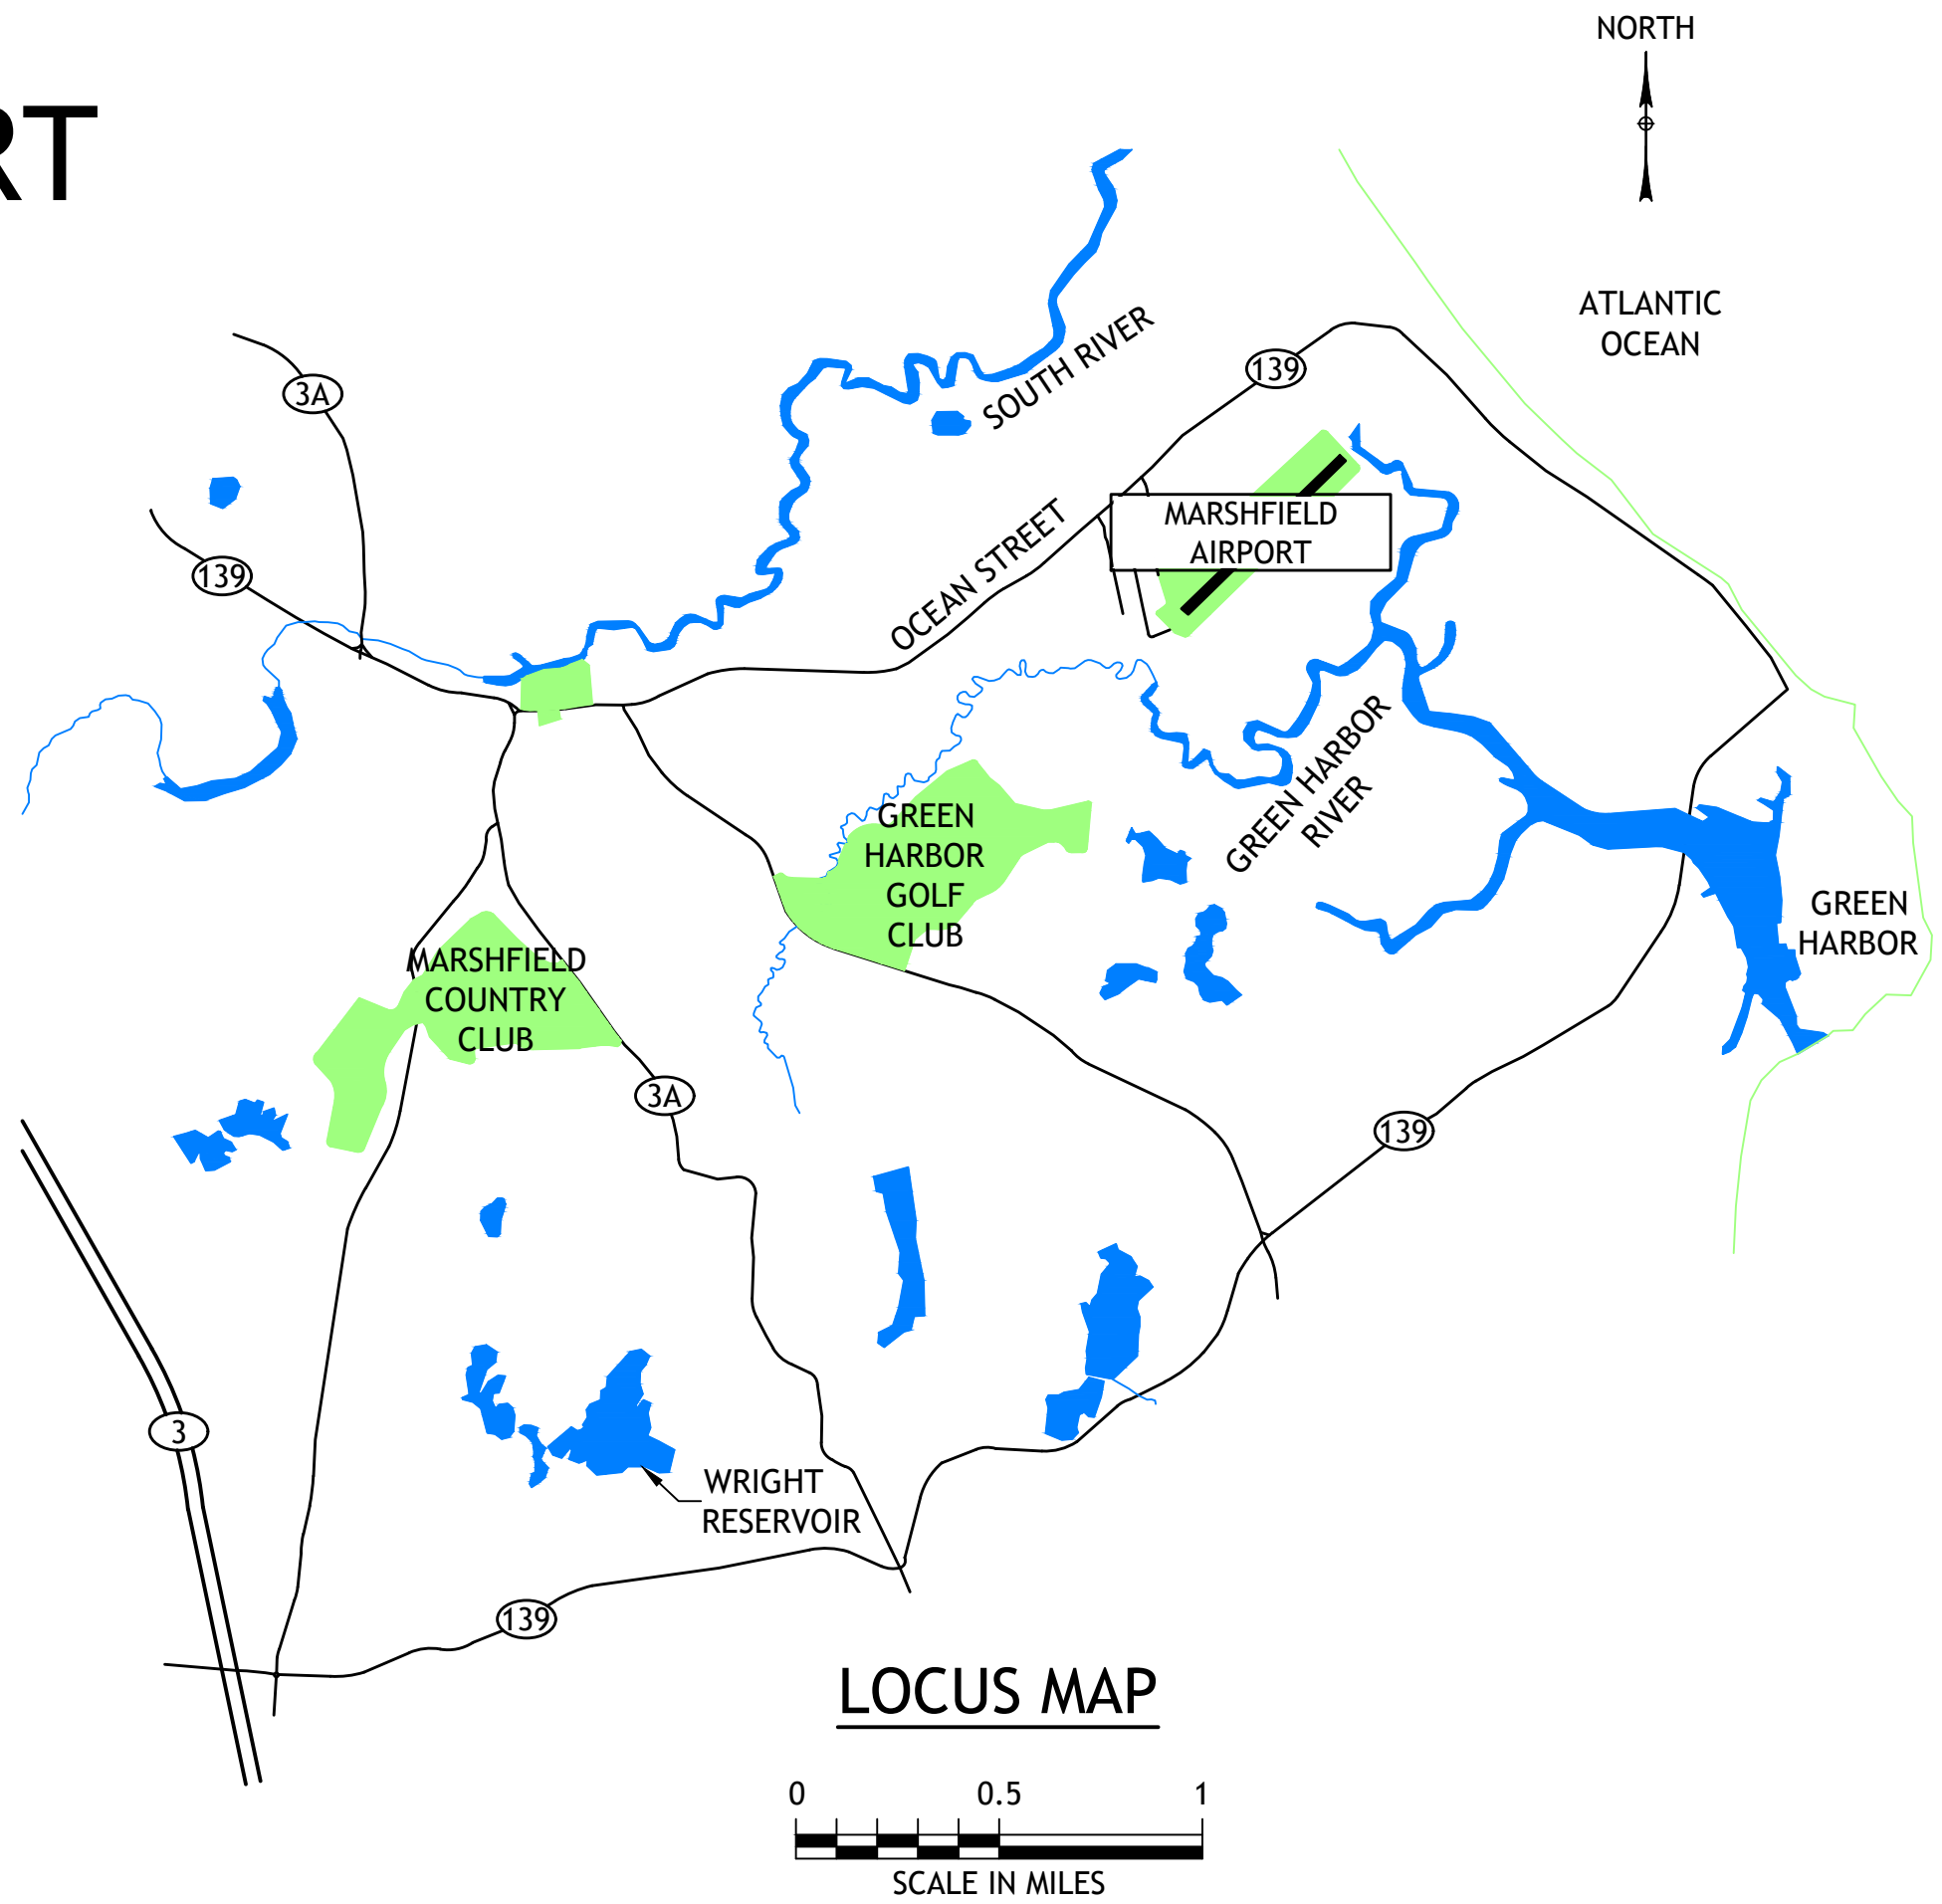 NORTH
RT
ATLANTIC
OCEAN
SOUTH RIVER
139
3A
MARSHFIELD
AIRPORT
OCEAN STREET
139
GREEN HARBOR
RIVER
GREEN
HARBOR
GOLF
CLUB
GREEN
HARBOR
MARSHFIELD
COUNTRY
CLUB
3A
139
3
WRIGHT
RESERVOIR
139
LOCUS MAP
0 0.5 1
SCALE IN MILES